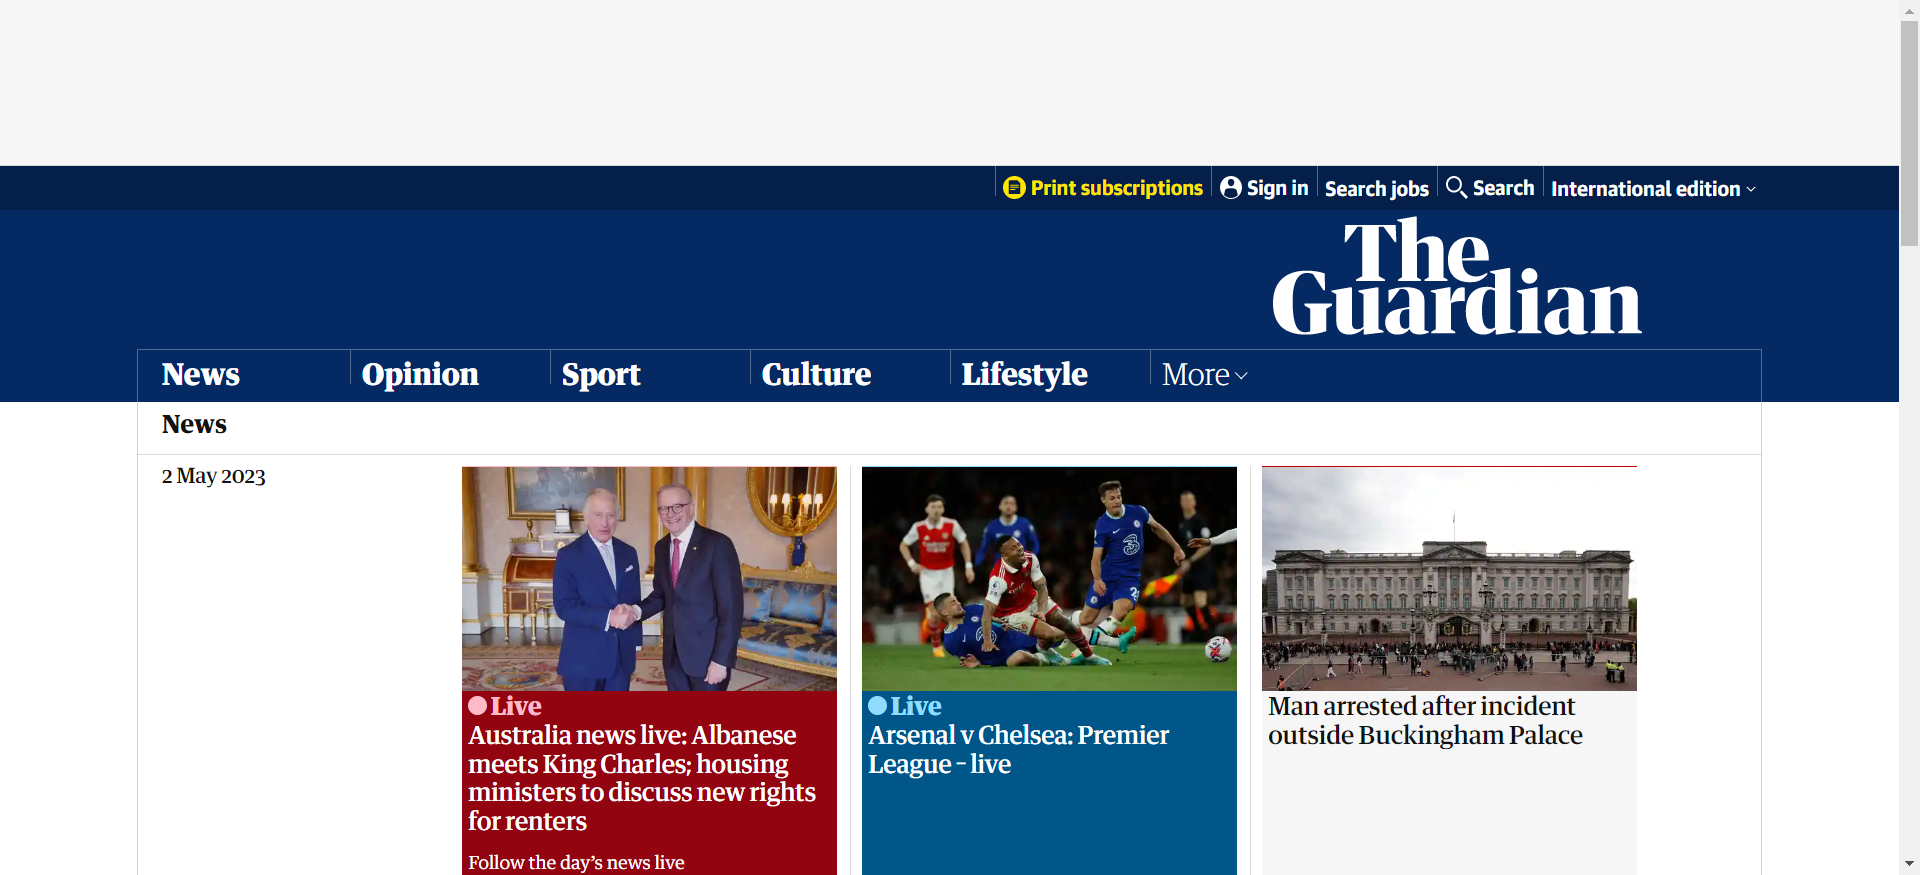 Print subscriptions
Sign in
Search jobs
Search
International edition
The
Guardian
News
Opinion
Sport
Culture
Lifestyle
More
News
2 May 2023
Live
Australia news live: Albanese
meets King Charles; housing
ministers to discuss new rights
for renters
Follow the day’s news live
Live
Arsenal v Chelsea: Premier
League – live
Man arrested after incident
outside Buckingham Palace